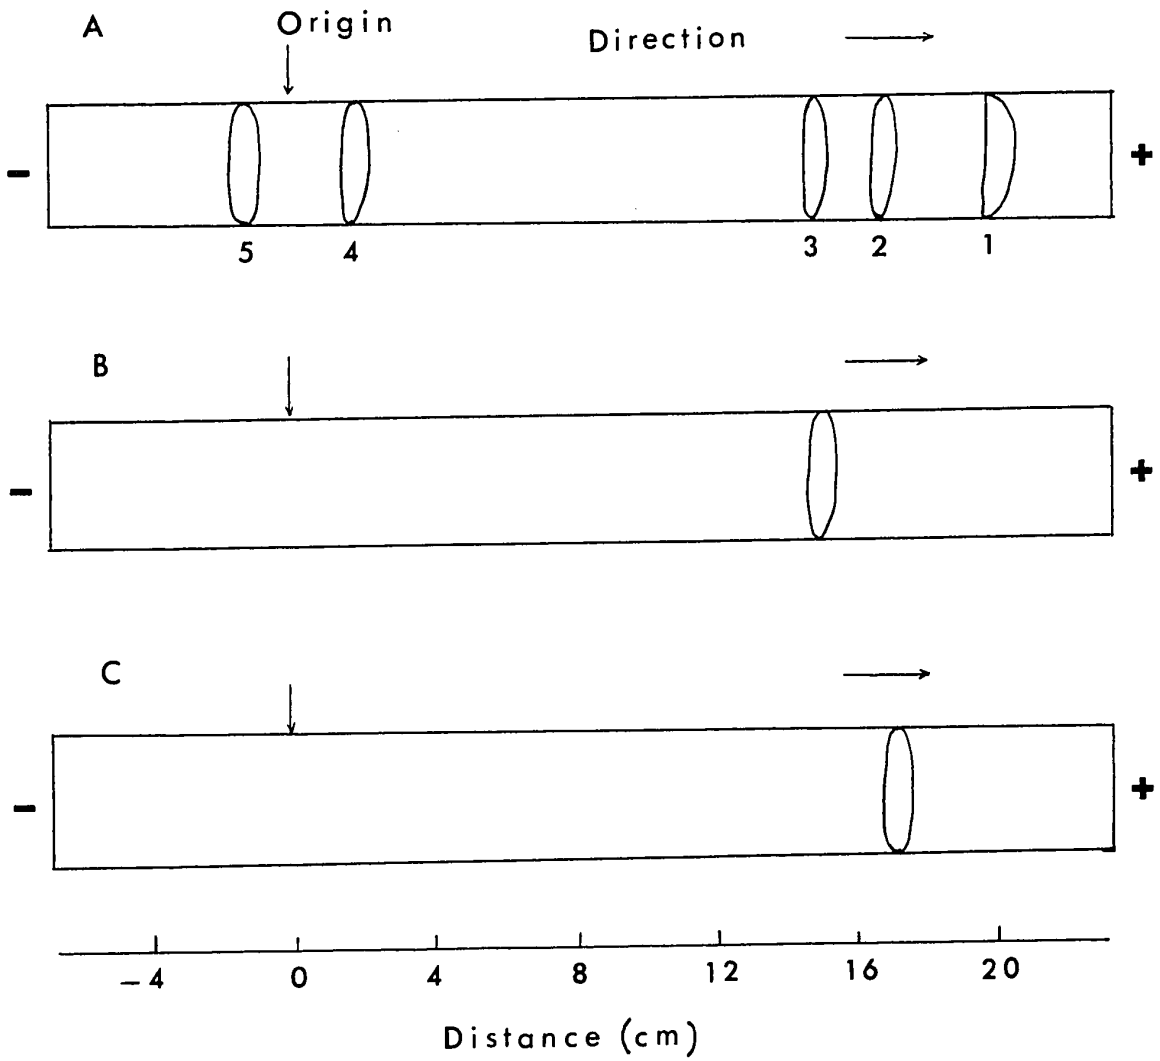 A Origin Direction
- +
5 4 3 2 1
B
- +
C
- +
-4 0 4 8 12 16 20
Distance (cm)